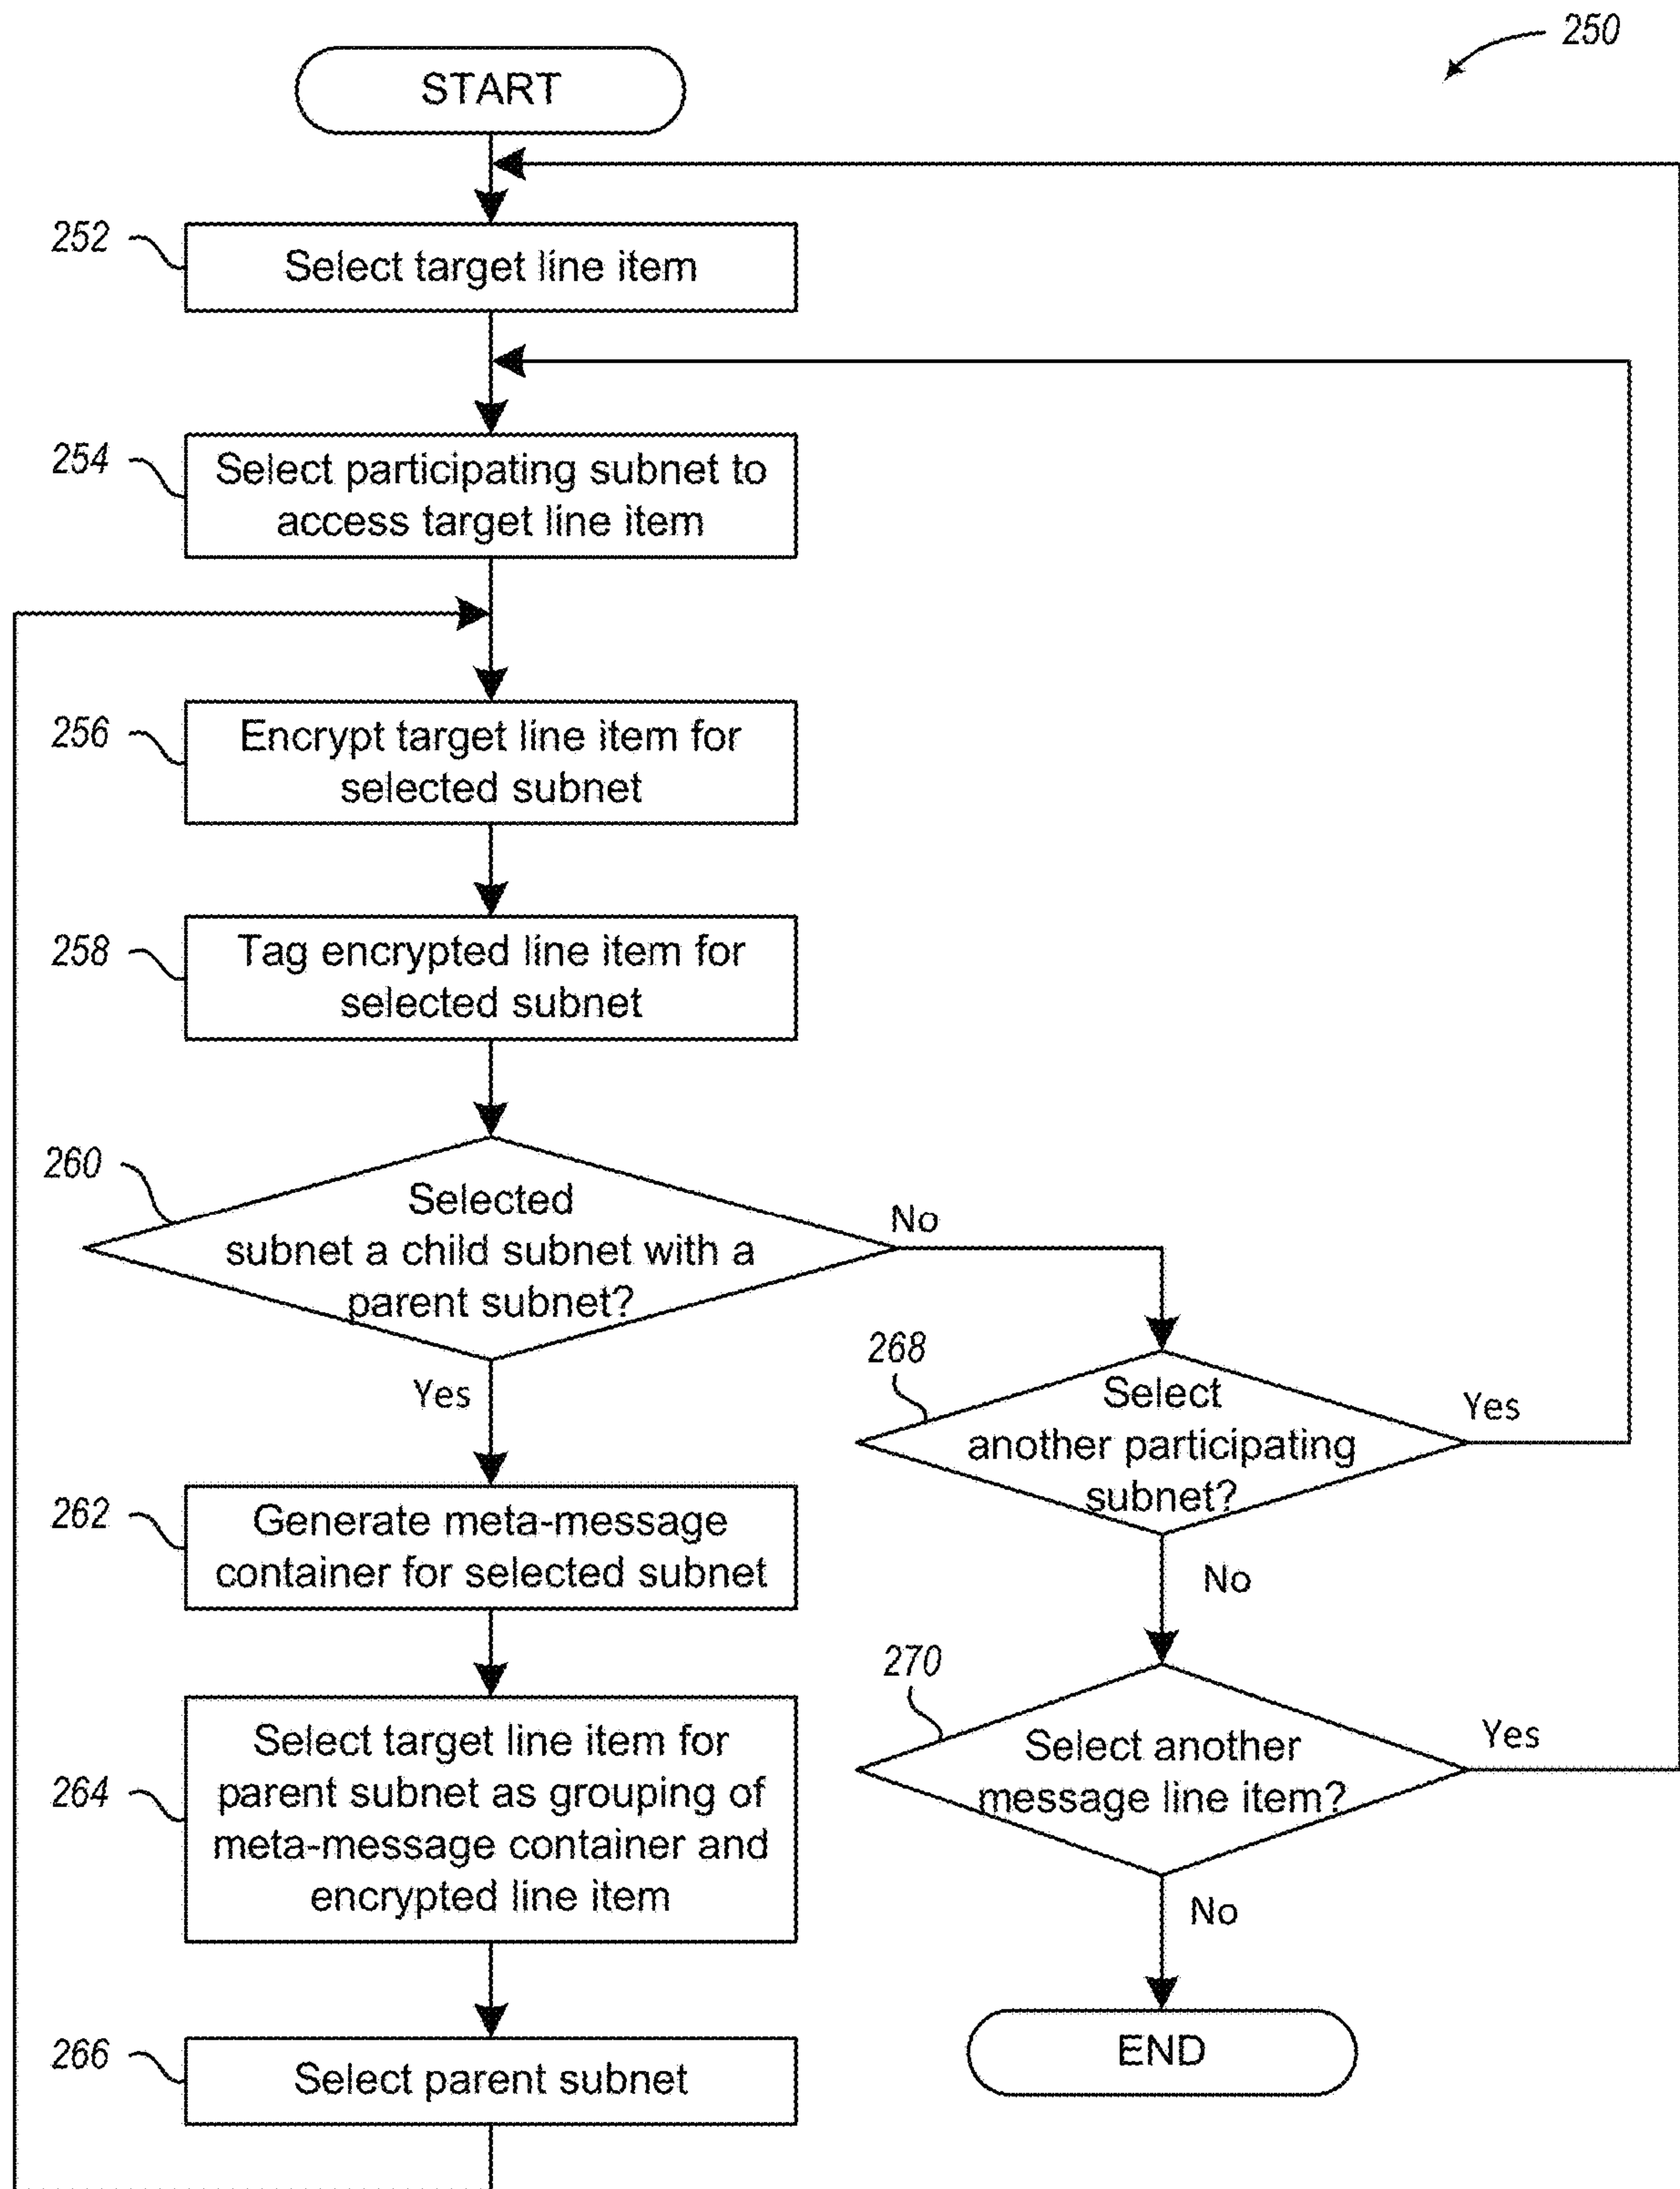 250
START
252
Select target line item
254
Select participating subnet to
access target line item
256
Encrypt target line item for
selected subnet
258
Tag encrypted line item for
selected subnet
260
Selected
subnet a child subnet with a
parent subnet?
No
Yes
268
Select
another participating
subnet?
Yes
No
262
Generate meta-message
container for selected subnet
264
Select target line item for
parent subnet as grouping of
meta-message container and
encrypted line item
270
Select another
message line item?
Yes
No
266
Select parent subnet
END